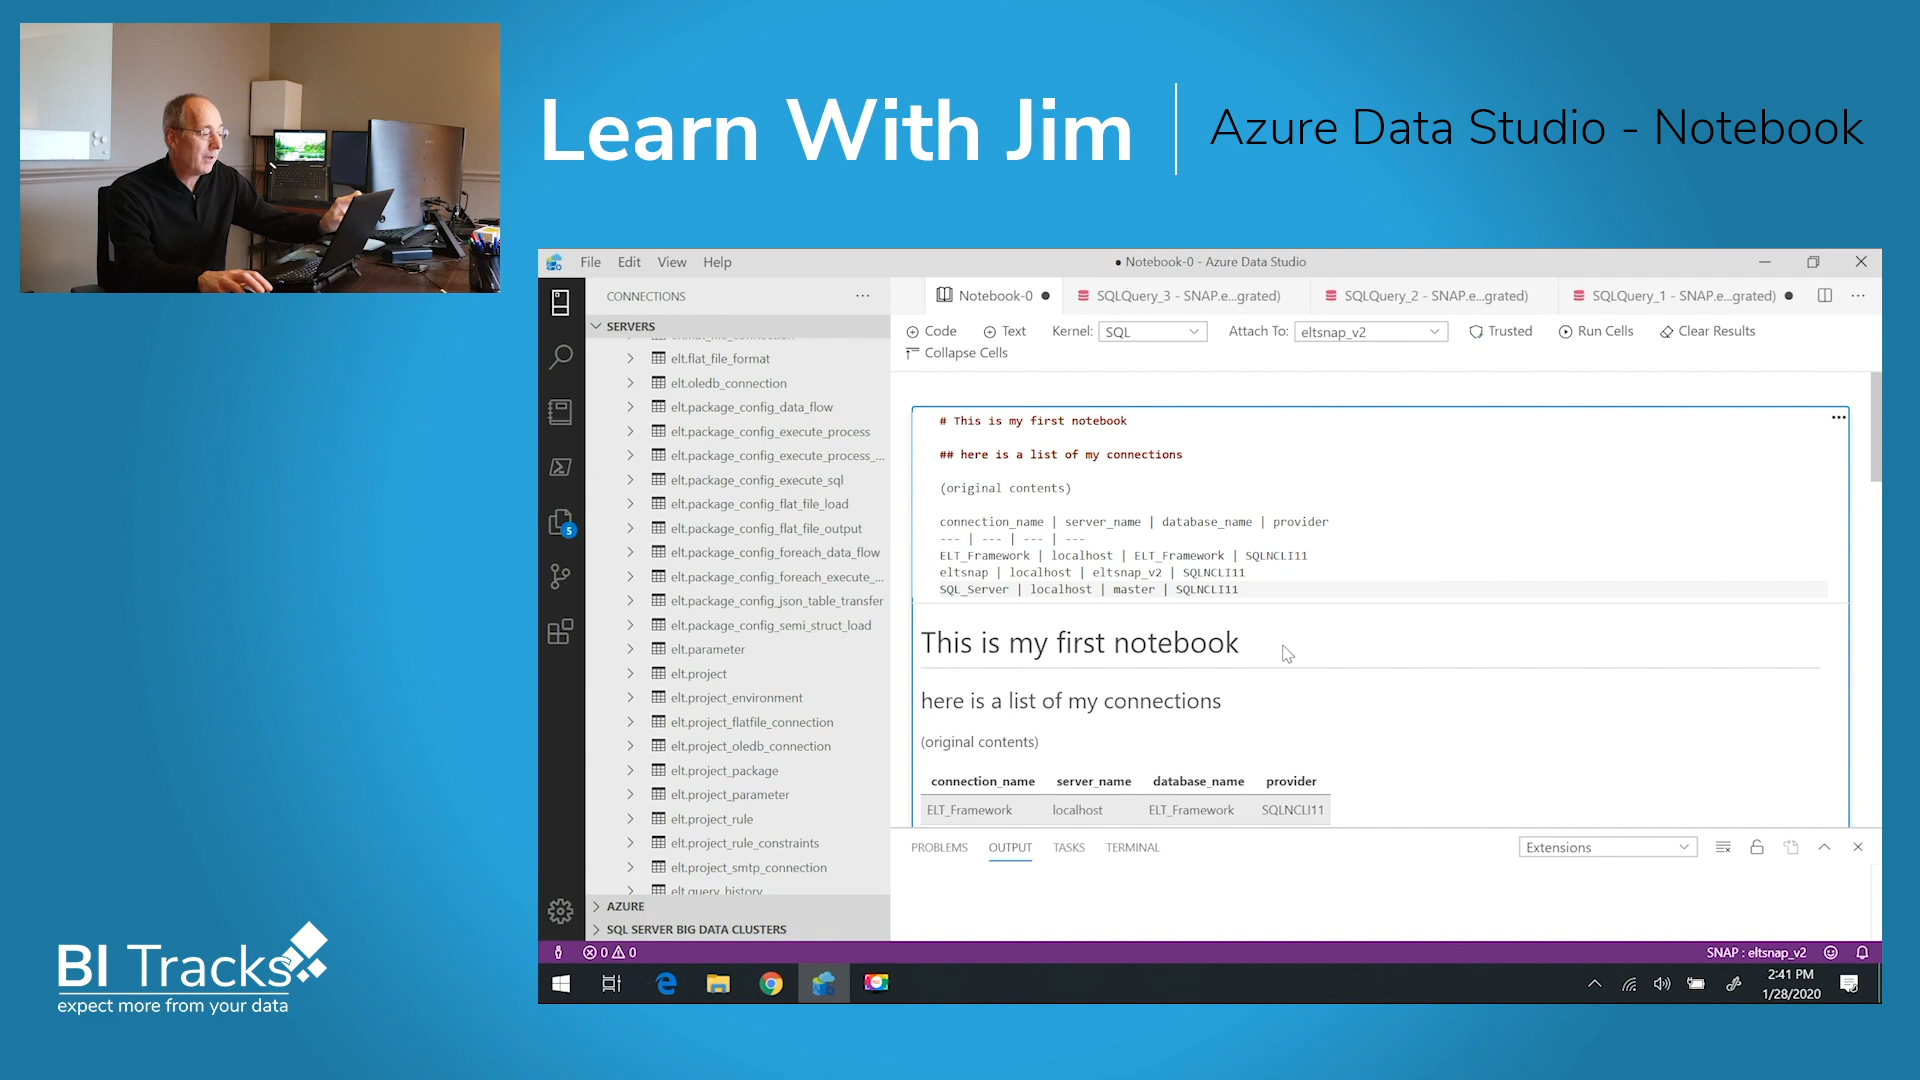 Learn With Jim
Azure Data Studio - Notebook
File Edit View Help
● Notebook-0 - Azure Data Studio
CONNECTIONS
SERVERS
elt.flat_file_format
elt.oledb_connection
elt.package_config_data_flow
elt.package_config_execute_process
elt.package_config_execute_process_...
elt.package_config_execute_sql
elt.package_config_flat_file_load
elt.package_config_flat_file_output
elt.package_config_foreach_data_flow
elt.package_config_foreach_execute_...
elt.package_config_json_table_transfer
elt.package_config_semi_struct_load
elt.parameter
elt.project
elt.project_environment
elt.project_flatfile_connection
elt.project_oledb_connection
elt.project_package
elt.project_parameter
elt.project_rule
elt.project_rule_constraints
elt.project_smtp_connection
elt.query_history
AZURE
SQL SERVER BIG DATA CLUSTERS
5
Notebook-0 ● SQLQuery_3 - SNAP.e...grated) SQLQuery_2 - SNAP.e...grated) SQLQuery_1 - SNAP.e...grated) ●
Code Text Kernel: SQL Attach To: eltsnap_v2 Trusted Run Cells Clear Results
Collapse Cells
# This is my first notebook
## here is a list of my connections
(original contents)
connection_name | server_name | database_name | provider
--- | --- | --- | ---
ELT_Framework | localhost | ELT_Framework | SQLNCLI11
eltsnap | localhost | eltsnap_v2 | SQLNCLI11
SQL_Server | localhost | master | SQLNCLI11
This is my first notebook
here is a list of my connections
(original contents)
connection_name server_name database_name provider
ELT_Framework localhost ELT_Framework SQLNCLI11
PROBLEMS OUTPUT TASKS TERMINAL
Extensions
0 0
SNAP : eltsnap_v2
2:41 PM
1/28/2020
BI Tracks
expect more from your data